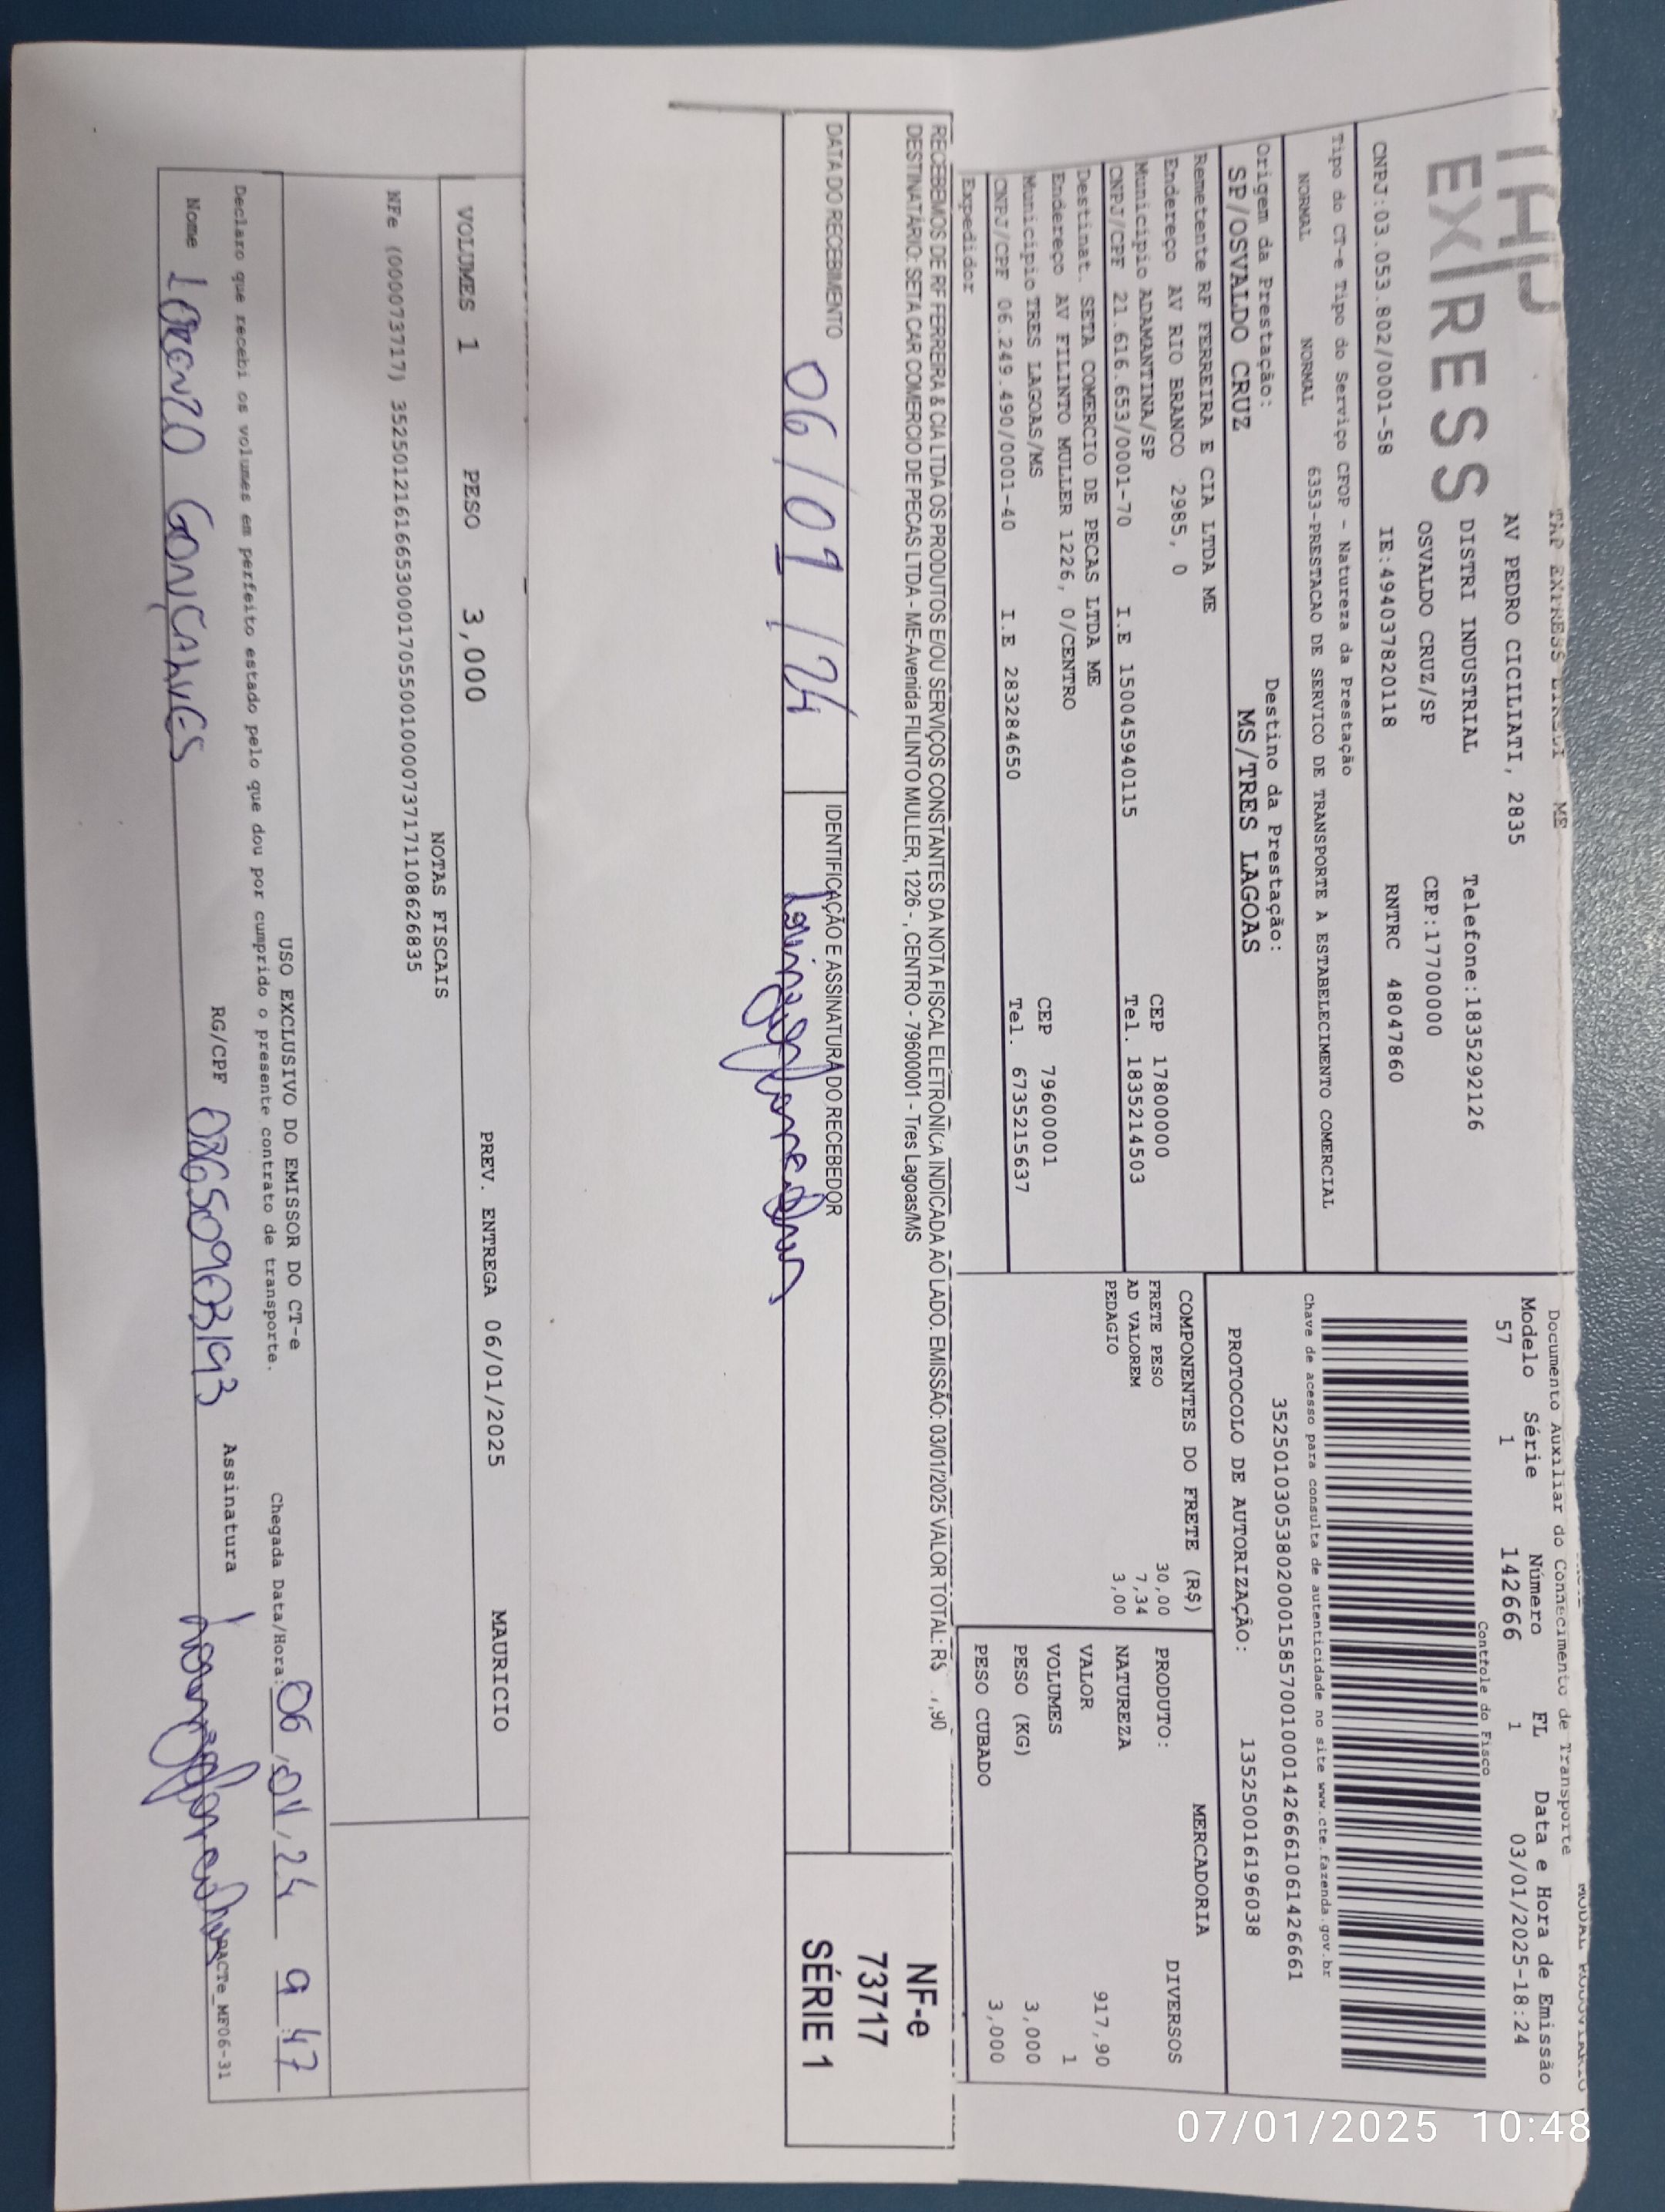 THP EXPRESS EIRELI ME
THP
EXPRESS
AV PEDRO CICILIATI, 2835
DISTRI INDUSTRIAL Telefone:1835292126
OSVALDO CRUZ/SP CEP:17700000
CNPJ:03.053.802/0001-58 IE:494037820118 RNTRC 48047860
Tipo do CT-e Tipo do Serviço CFOP - Natureza da Prestação
NORMAL NORMAL 6353-PRESTACAO DE SERVICO DE TRANSPORTE A ESTABELECIMENTO COMERCIAL
Origem da Prestação: Destino da Prestação:
SP/OSVALDO CRUZ MS/TRES LAGOAS
Remetente RF FERREIRA E CIA LTDA ME
Endereço AV RIO BRANCO 2985, 0 CEP 17800000
Municipio ADAMANTINA/SP Tel. 1835214503
CNPJ/CPF 21.616.653/0001-70 I.E 150045940115
Destinat. SETA COMERCIO DE PECAS LTDA ME
Endereço AV FILINTO MULLER 1226, 0/CENTRO CEP 79600001
Municipio TRES LAGOAS/MS Tel. 6735215637
CNPJ/CPF 06.249.490/0001-40 I.E 283284650
Expedidor
MODAL RODOVIARIO
Documento Auxiliar do Conhecimento de Transporte
Modelo Série Número FL Data e Hora de Emissão
57 1 142666 1 03/01/2025-18:24
Controle do Fisco
Chave de acesso para consulta de autenticidade no site www.cte.fazenda.gov.br
35250103053802000158570010001426661061426661
PROTOCOLO DE AUTORIZAÇÃO: 135250016196038
COMPONENTES DO FRETE (R$)
FRETE PESO 30,00
AD VALOREM 7,34
PEDAGIO 3,00
MERCADORIA
PRODUTO: DIVERSOS
NATUREZA
VALOR 917,90
VOLUMES 1
PESO (KG) 3,000
PESO CUBADO 3,000
RECEBEMOS DE RF FERREIRA & CIA LTDA OS PRODUTOS E/OU SERVIÇOS CONSTANTES DA NOTA FISCAL ELETRONICA INDICADA AO LADO. EMISSÃO: 03/01/2025 VALOR TOTAL: R$ ,90
DESTINATÁRIO: SETA CAR COMERCIO DE PECAS LTDA - ME-Avenida FILINTO MULLER, 1226 - , CENTRO - 79600001 - Tres Lagoas/MS
DATA DO RECEBIMENTO IDENTIFICAÇÃO E ASSINATURA DO RECEBEDOR
06/01/24
NF-e
73717
SÉRIE 1
VOLUMES 1 PESO 3,000 PREV. ENTREGA 06/01/2025 MAURICIO
NOTAS FISCAIS
NFe (000073717) 35250121616653000170550010000737171108626835
USO EXCLUSIVO DO EMISSOR DO CT-e
Declaro que recebi os volumes em perfeito estado pelo que dou por cumprido o presente contrato de transporte.
Chegada Data/Hora: 06/01/24 9:47
Nome Lorenzo Gonçalves RG/CPF 08650903193 Assinatura
DACTe_MF06-31
07/01/2025 10:48